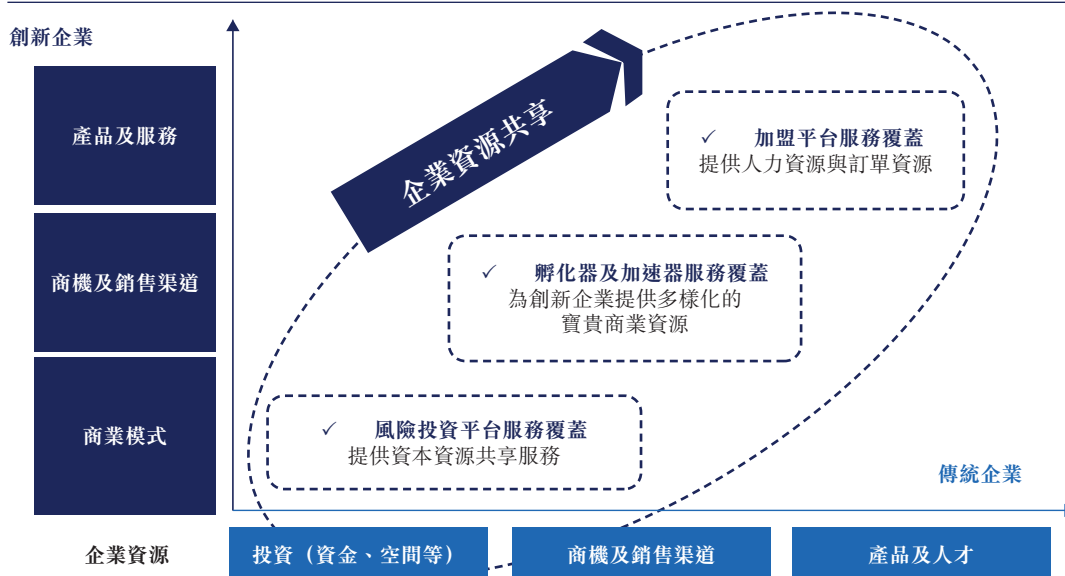 創新企業
產品及服務
商機及銷售渠道
商業模式
企業資源共享
✓ 加盟平台服務覆蓋
提供人力資源與訂單資源
✓ 孵化器及加速器服務覆蓋
為創新企業提供多樣化的
寶貴商業資源
✓ 風險投資平台服務覆蓋
提供資本資源共享服務
傳統企業
企業資源
投資（資金、空間等）
商機及銷售渠道
產品及人才